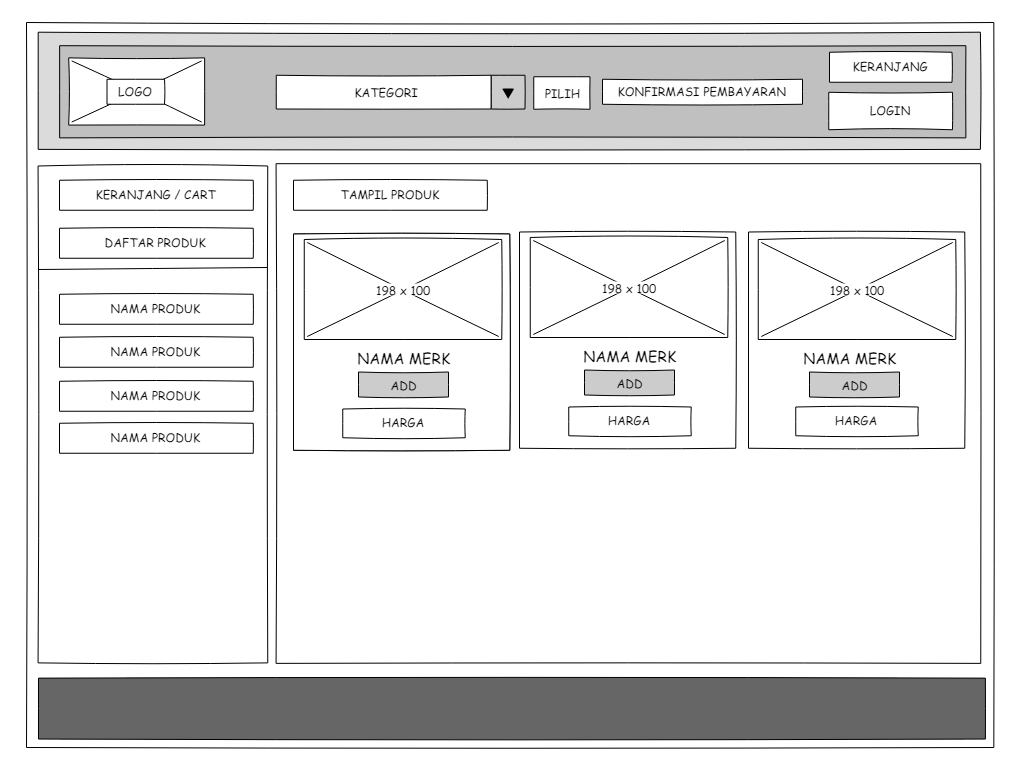 LOGO
KATEGORI
PILIH
KONFIRMASI PEMBAYARAN
KERANJANG
LOGIN
KERANJANG / CART
DAFTAR PRODUK
NAMA PRODUK
NAMA PRODUK
NAMA PRODUK
NAMA PRODUK
TAMPIL PRODUK
198 x 100
NAMA MERK
ADD
HARGA
198 x 100
NAMA MERK
ADD
HARGA
198 x 100
NAMA MERK
ADD
HARGA